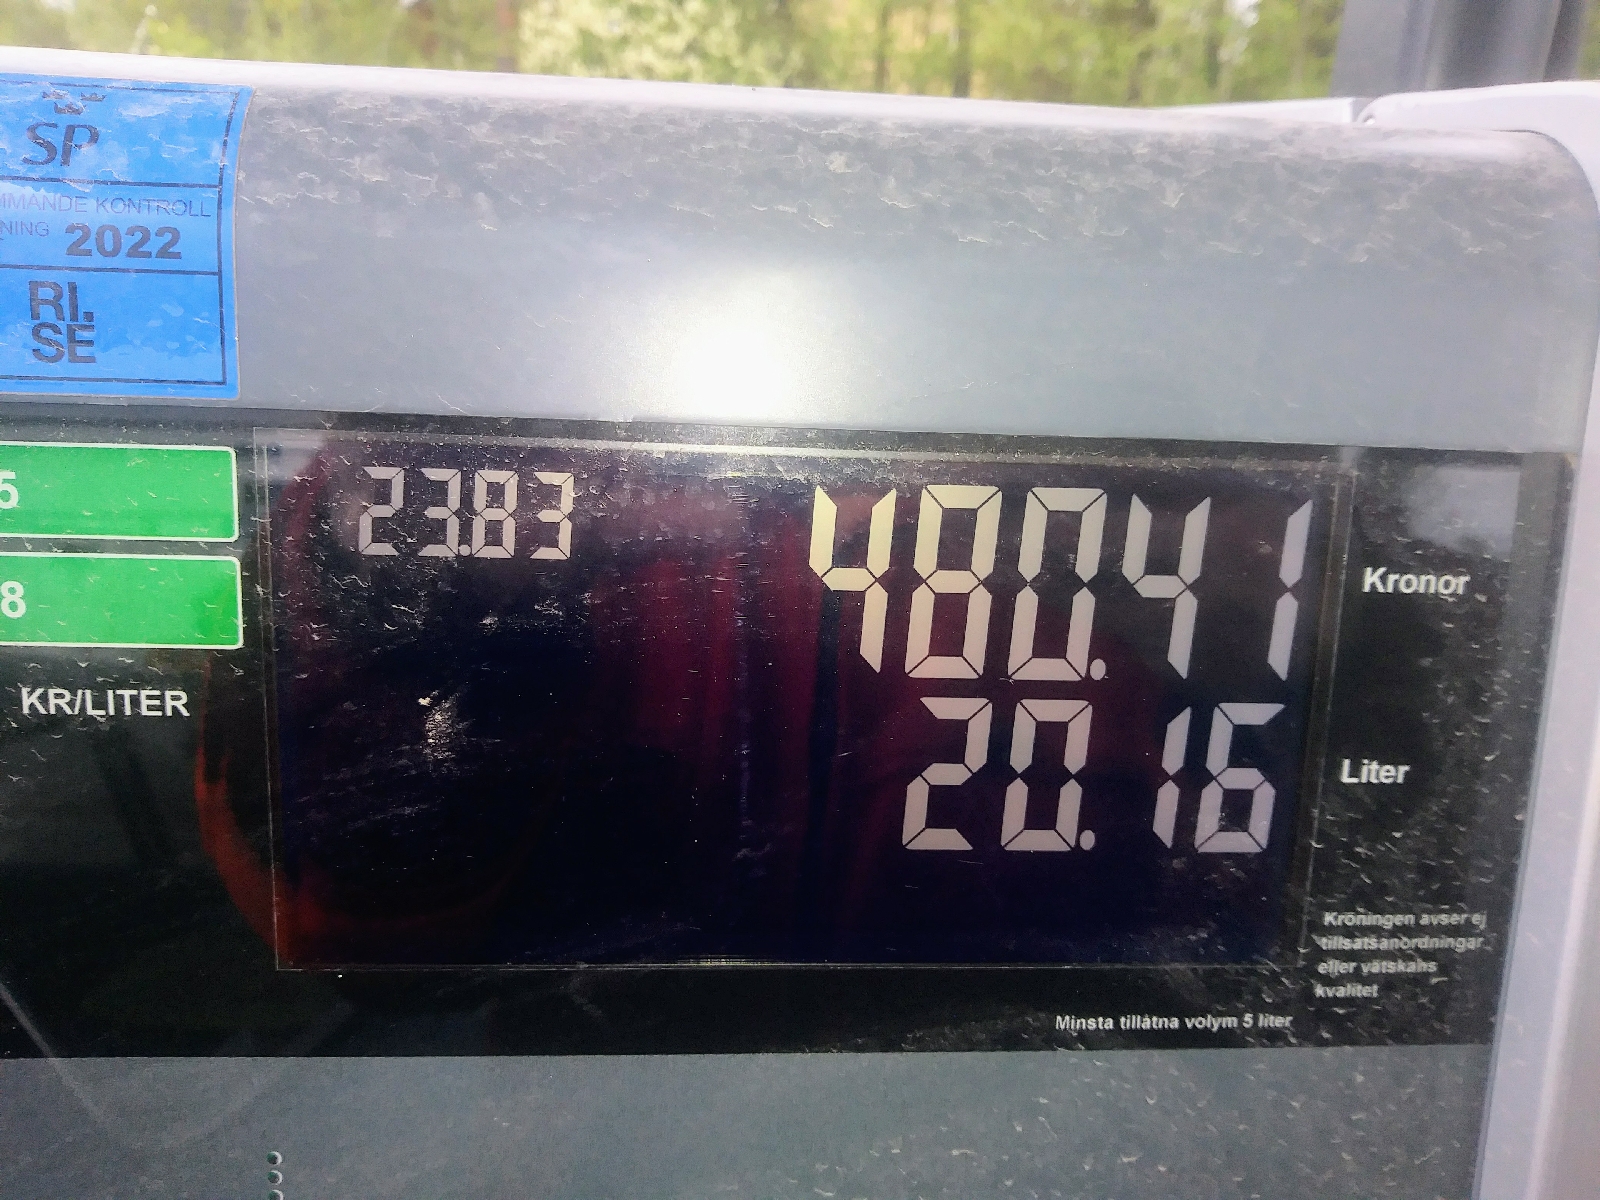 SP
MMANDE KONTROLL
NING 2022
RI.
SE
5
8
KR/LITER
23.83
480.41
Kronor
20.16
Liter
Kröningen avser ej
tillsatsanordningar
eller vätskans
kvalitet
Minsta tillåtna volym 5 liter